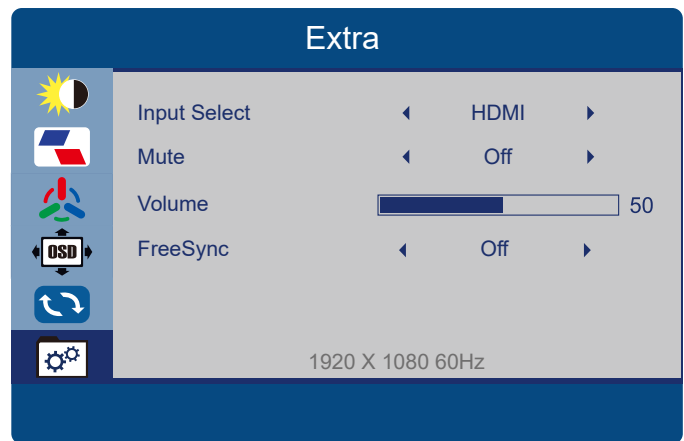 Extra
Input Select HDMI
Mute Off
Volume 50
OSD
FreeSync Off
1920 X 1080 60Hz